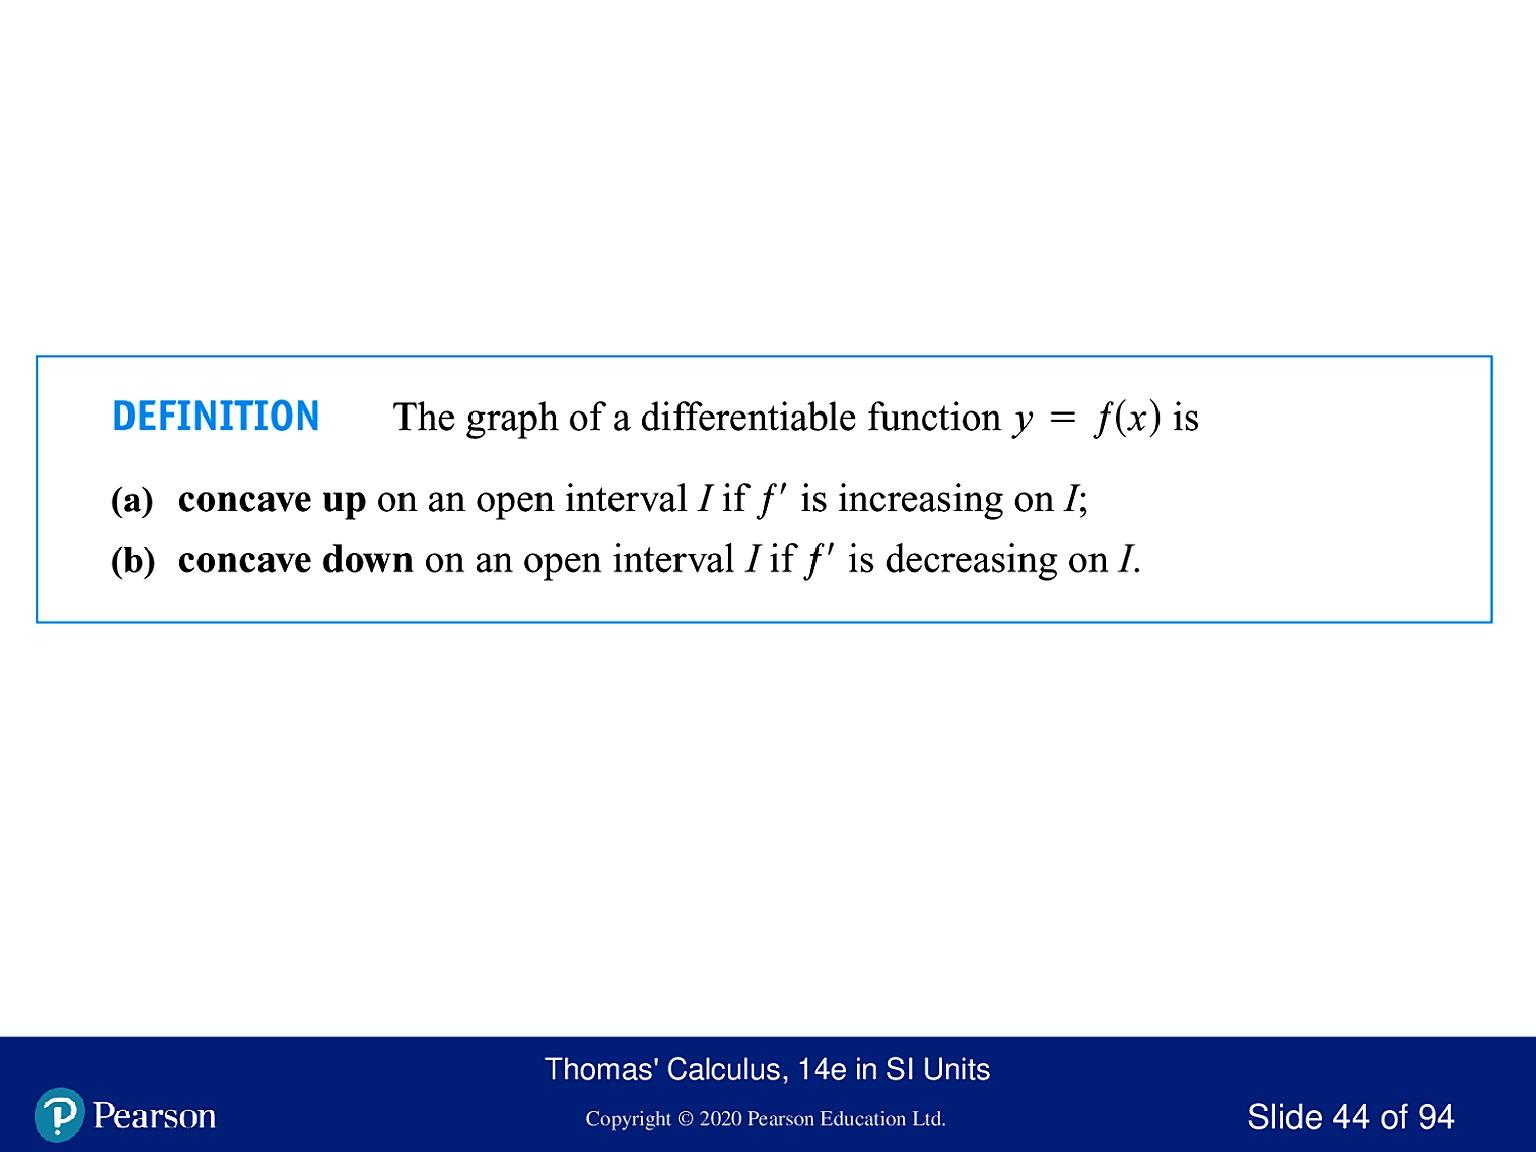 DEFINITION The graph of a differentiable function y = f(x) is
(a) concave up on an open interval I if f′ is increasing on I;
(b) concave down on an open interval I if f′ is decreasing on I.
Thomas' Calculus, 14e in SI Units
Pearson
Copyright © 2020 Pearson Education Ltd.
Slide 44 of 94